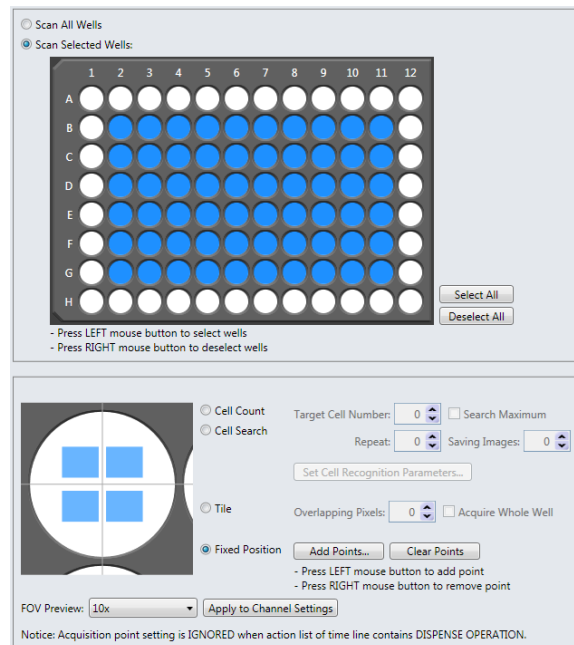 Scan All Wells
Scan Selected Wells:
1 2 3 4 5 6 7 8 9 10 11 12
A
B
C
D
E
F
G
H
Select All
Deselect All
- Press LEFT mouse button to select wells
- Press RIGHT mouse button to deselect wells
Cell Count
Target Cell Number: 0 Search Maximum
Cell Search
Repeat: 0 Saving Images: 0
Set Cell Recognition Parameters...
Tile
Overlapping Pixels: 0 Acquire Whole Well
Fixed Position Add Points... Clear Points
- Press LEFT mouse button to add point
- Press RIGHT mouse button to remove point
FOV Preview: 10x Apply to Channel Settings
Notice: Acquisition point setting is IGNORED when action list of time line contains DISPENSE OPERATION.